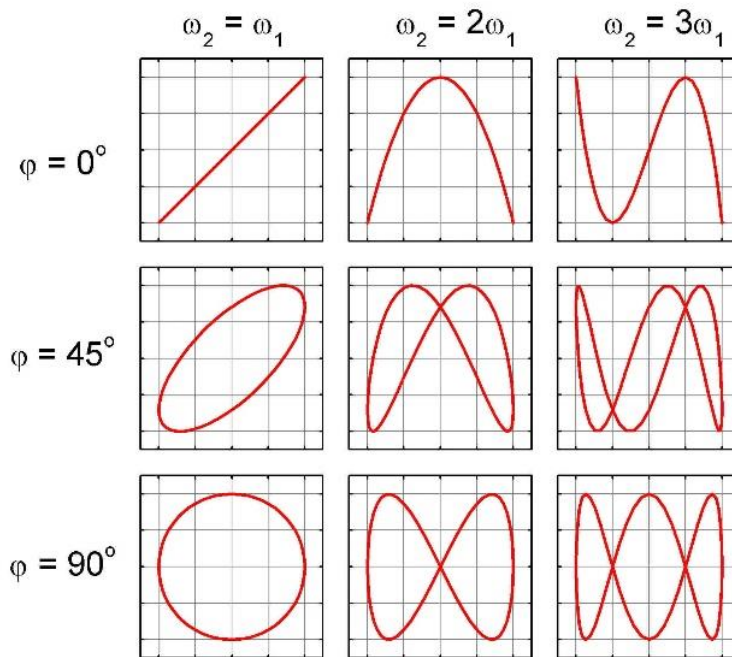 ω₂ = ω₁ ω₂ = 2ω₁ ω₂ = 3ω₁
φ = 0°
φ = 45°
φ = 90°